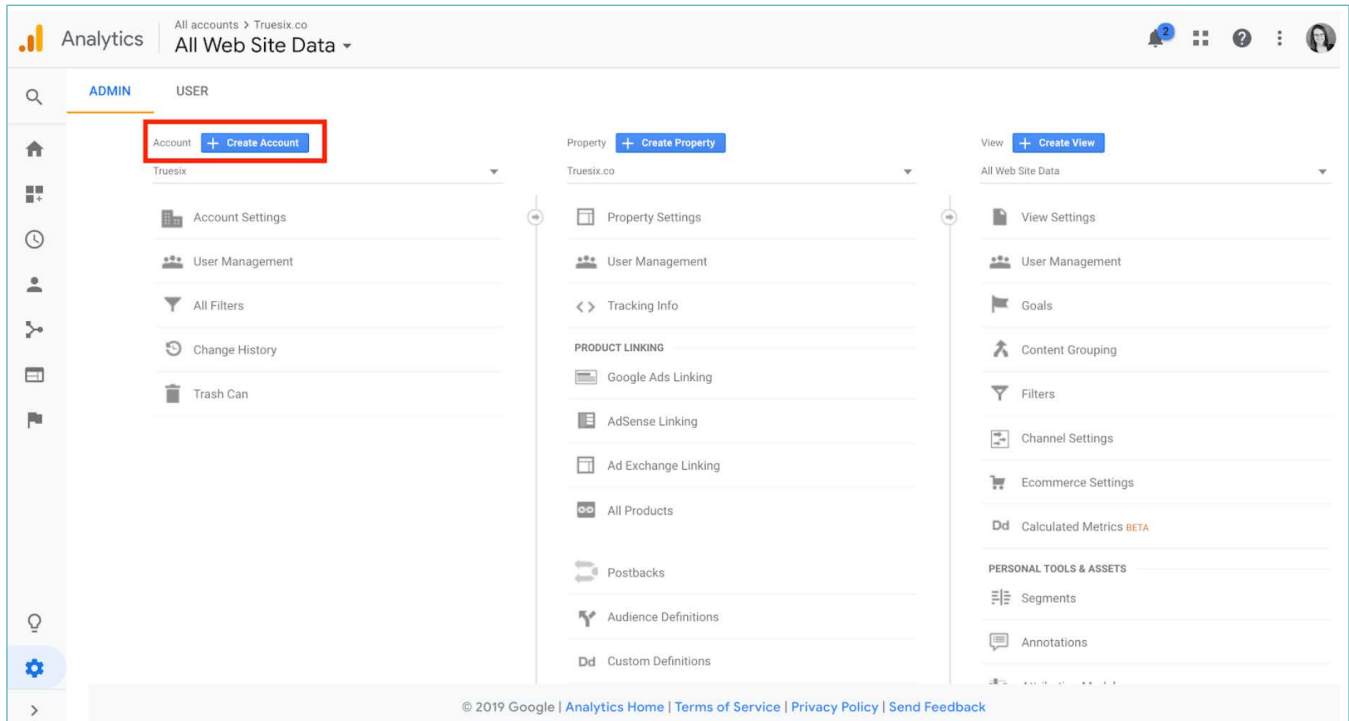 All accounts > Truesix.co
Analytics
All Web Site Data
2
ADMIN
USER
Account
+ Create Account
Truesix
Account Settings
User Management
All Filters
Change History
Trash Can
Property
+ Create Property
Truesix.co
Property Settings
User Management
Tracking Info
PRODUCT LINKING
Google Ads Linking
AdSense Linking
Ad Exchange Linking
All Products
Postbacks
Audience Definitions
Dd Custom Definitions
View
+ Create View
All Web Site Data
View Settings
User Management
Goals
Content Grouping
Filters
Channel Settings
Ecommerce Settings
Dd Calculated Metrics BETA
PERSONAL TOOLS & ASSETS
Segments
Annotations
© 2019 Google | Analytics Home | Terms of Service | Privacy Policy | Send Feedback